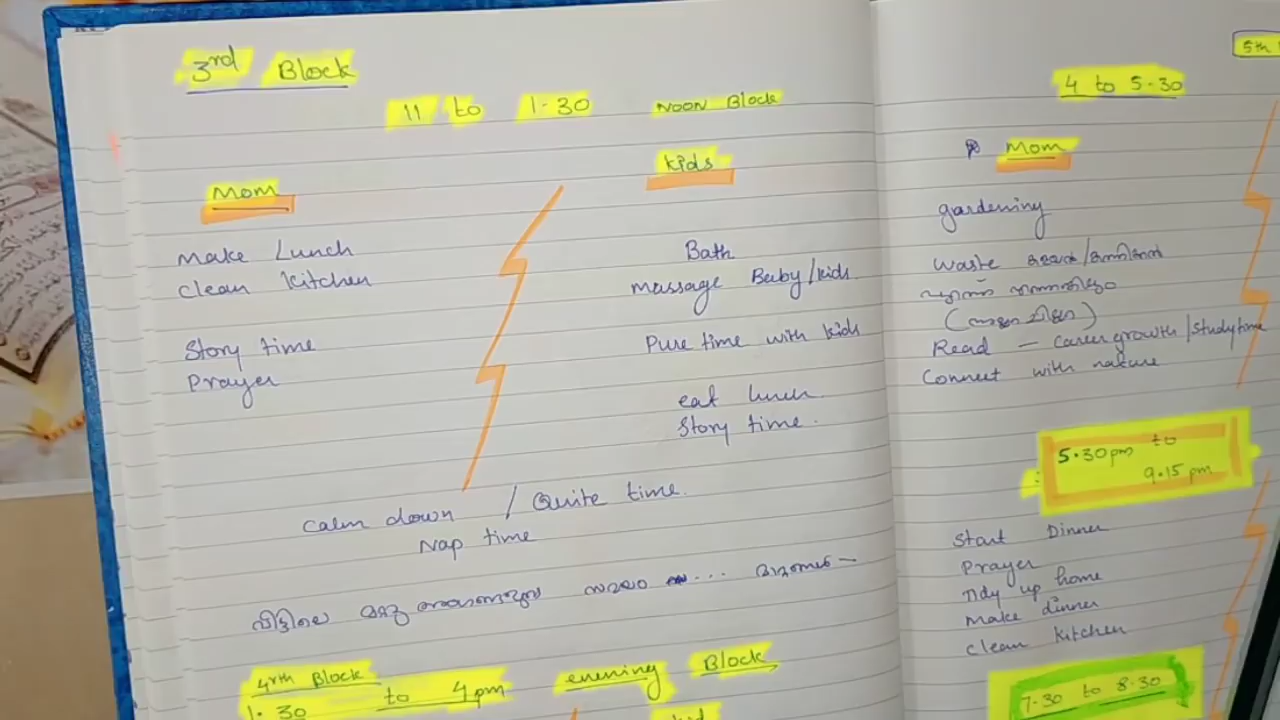 3rd Block
11 to 1.30 Noon Block
Mom
Kids
Make Lunch
Clean Kitchen
Story time
Prayer
Bath
Massage Baby/kids
Pure time with kids
eat lunch
Story time.
Calm down / Quite time.
Nap time
വീട്ടിലെ മറ്റു
4rth Block
1.30 to 4pm evening Block
kid
5th
4 to 5.30
Mom
gardening
Waste
Read – Career growth/Study time
Connect with nature
5.30pm to
9.15pm
Start Dinner
Prayer
Tidy up home
Make dinner
Clean Kitchen
7.30 to 8.30